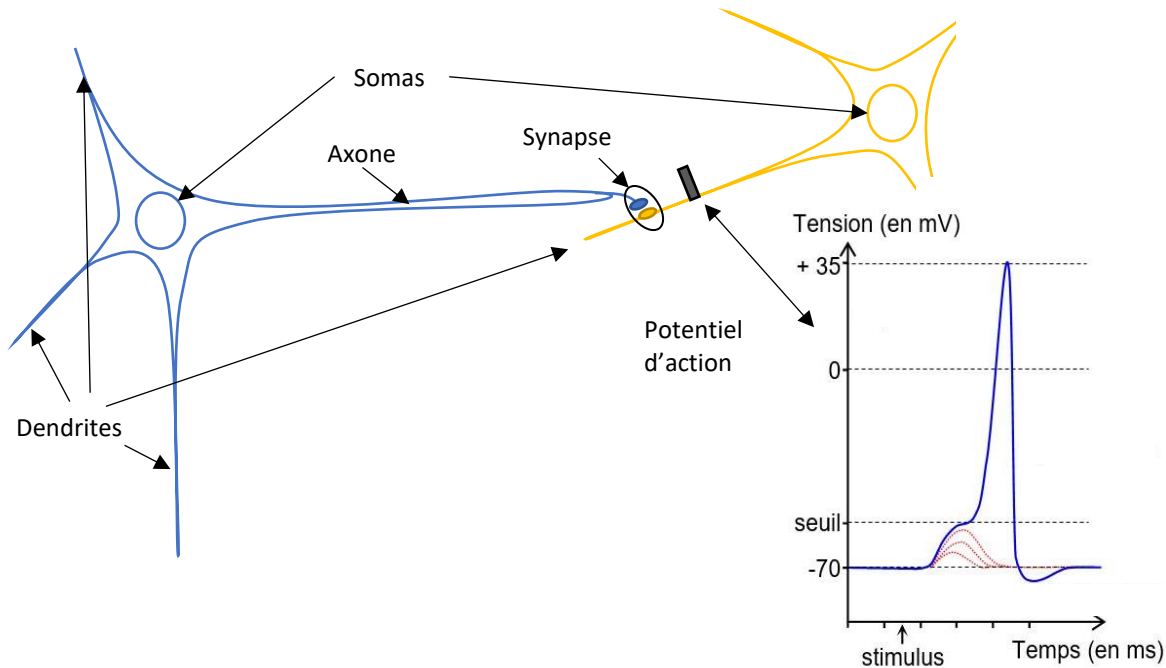 Somas
Synapse
Axone
Tension (en mV)
+ 35
Potentiel
d’action
0
Dendrites
seuil
-70
stimulus
Temps (en ms)